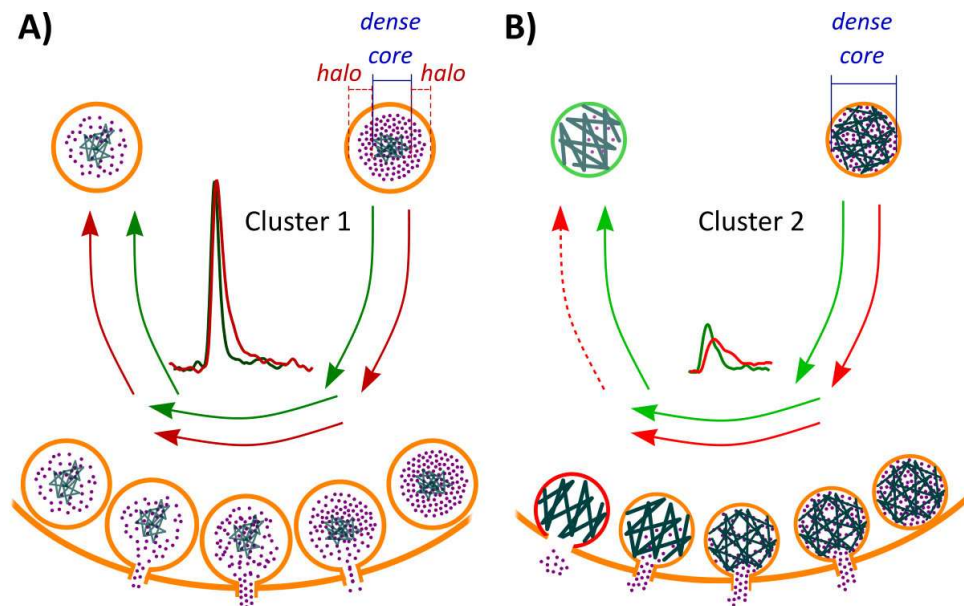 A)
dense
core
halo
halo
Cluster 1
B)
dense
core
Cluster 2